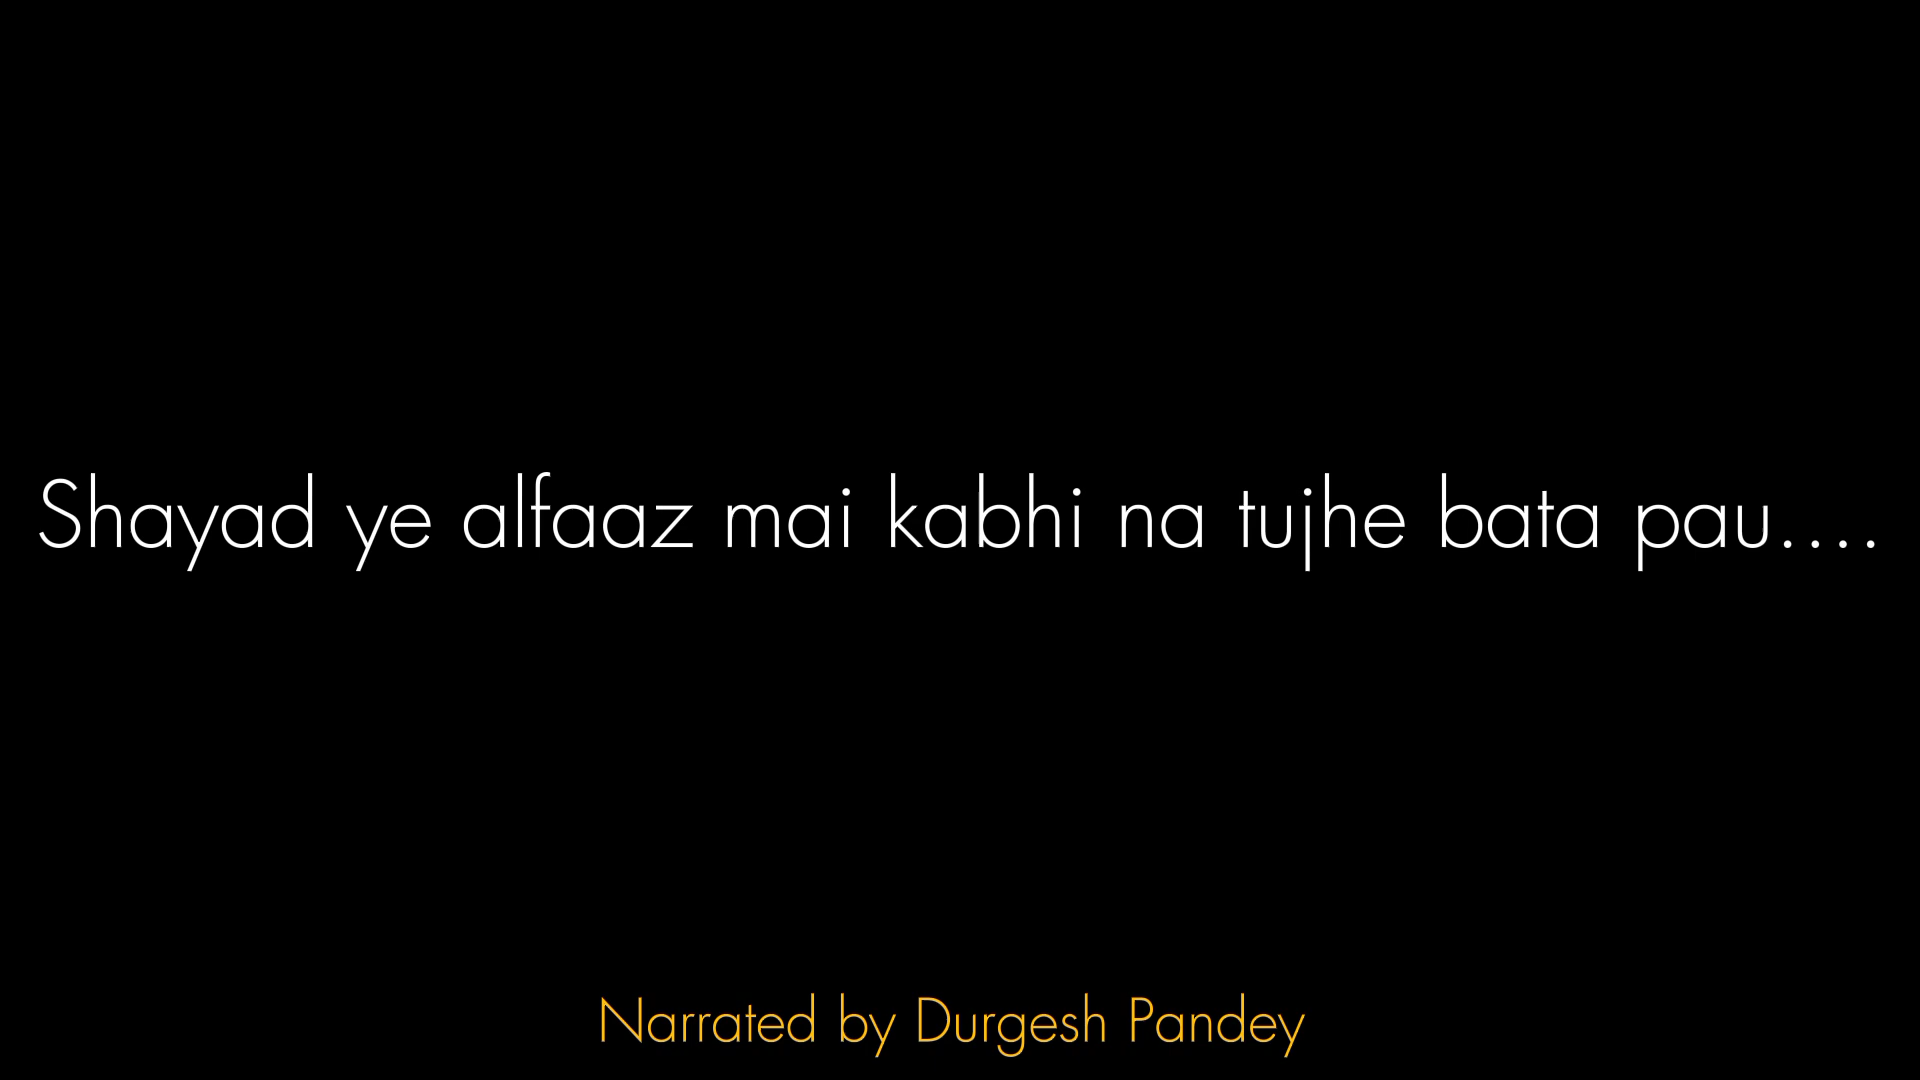 Shayad ye alfaaz mai kabhi na tujhe bata pau....
Narrated by Durgesh Pandey